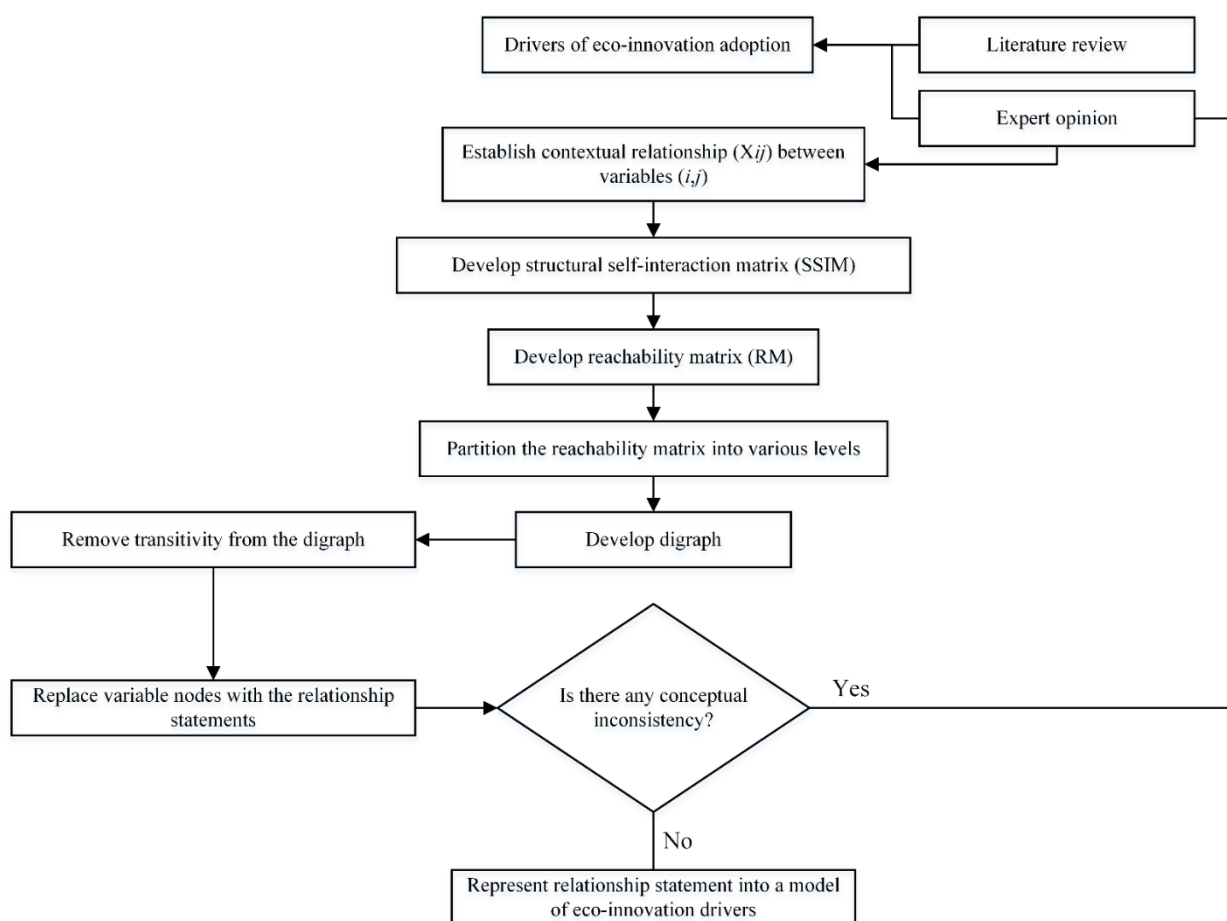 Drivers of eco-innovation adoption
Literature review
Expert opinion
Establish contextual relationship (Xij) between
variables (i,j)
Develop structural self-interaction matrix (SSIM)
Develop reachability matrix (RM)
Partition the reachability matrix into various levels
Remove transitivity from the digraph
Develop digraph
Replace variable nodes with the relationship
statements
Is there any conceptual
inconsistency?
Yes
No
Represent relationship statement into a model
of eco-innovation drivers